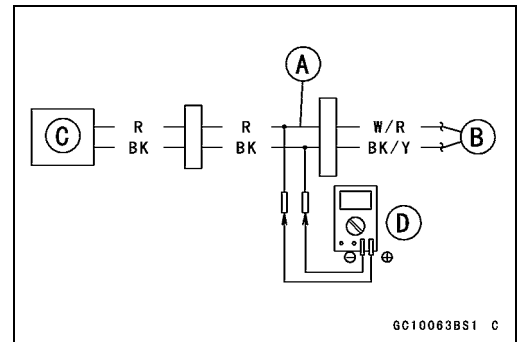 A
C R R W/R B
BK BK BK/Y
D
⊖ ⊕
GC10063BS1 C